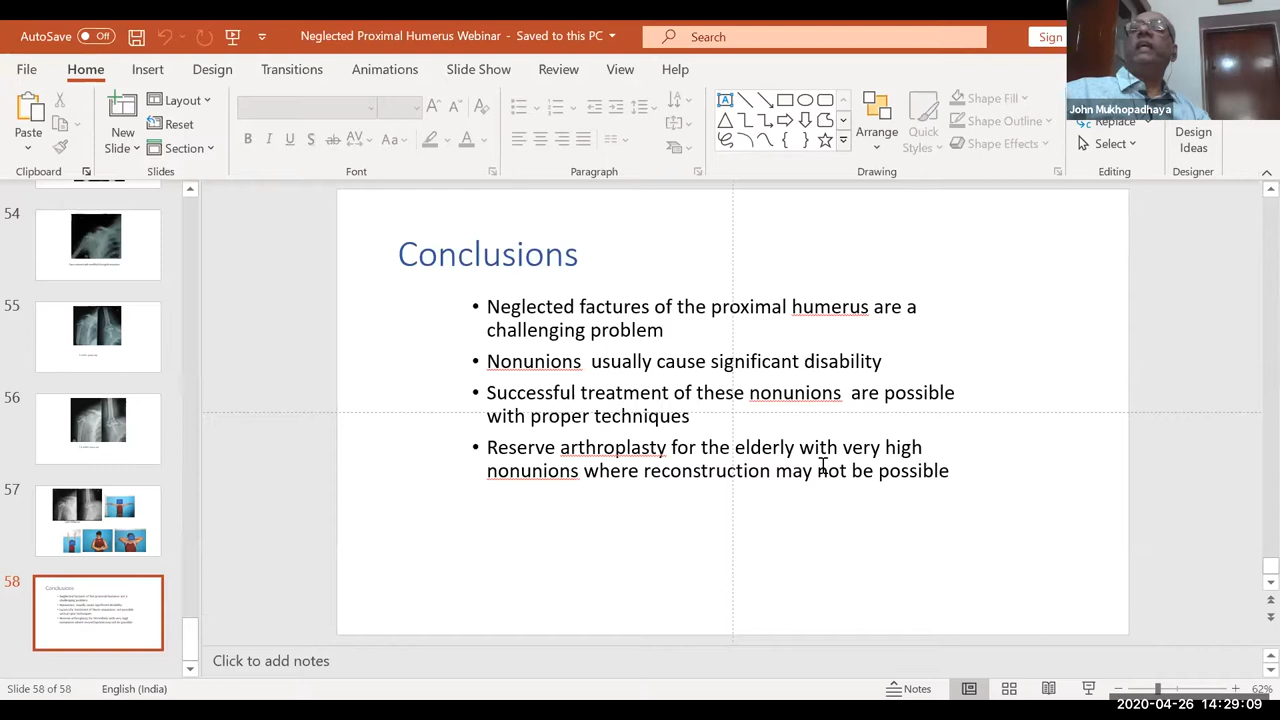 AutoSave Off Neglected Proximal Humerus Webinar - Saved to this PC Search Sign
File Home Insert Design Transitions Animations Slide Show Review View Help
John Mukhopadhaya
Paste New Slide Layout Reset Section
B I U S ab AV Aa A
Arrange Quick Styles Shape Fill Shape Outline Shape Effects
Replace Select Design Ideas
Clipboard Slides Font Paragraph Drawing Editing Designer
54
55
56
57
58
Conclusions
• Neglected factures of the proximal humerus are a
challenging problem
• Nonunions usually cause significant disability
• Successful treatment of these nonunions are possible
with proper techniques
• Reserve arthroplasty for the elderly with very high
nonunions where reconstruction may not be possible
Click to add notes
Slide 58 of 58 English (India) Notes 62%
2020-04-26 14:29:09